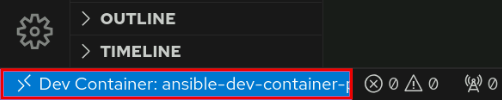 OUTLINE
TIMELINE
Dev Container: ansible-dev-container-p 0 0 0